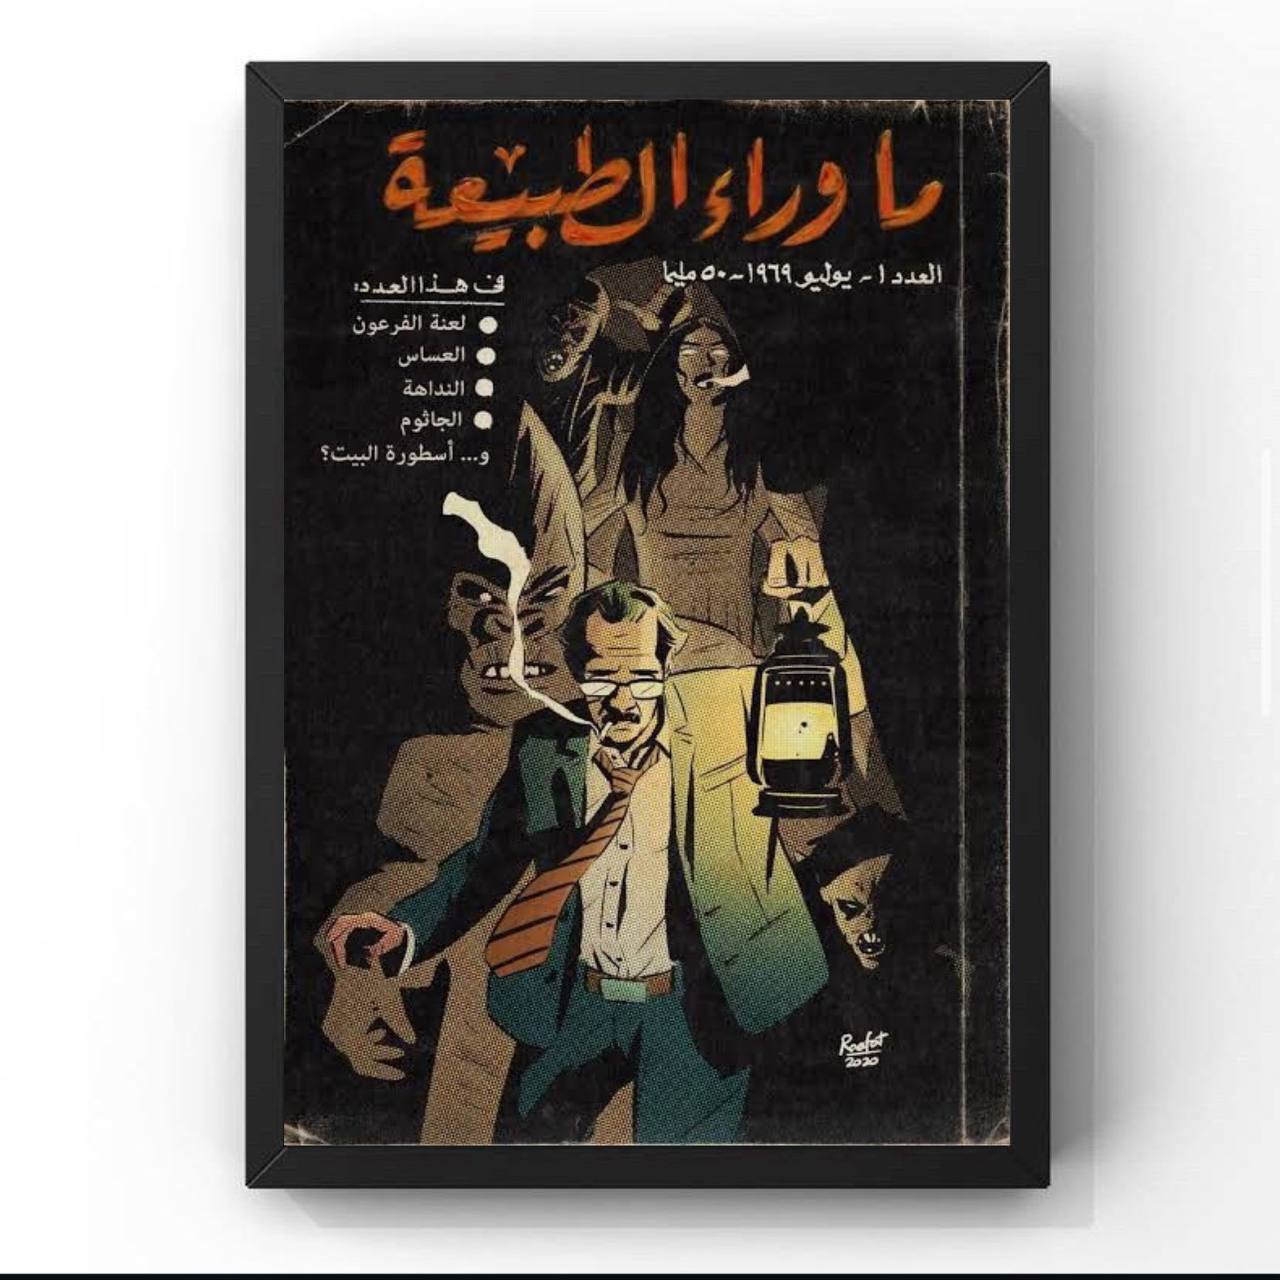 ما وراء الطبيعة
العدد ١ - يوليو ١٩٦٩ - ٥٠ مليما
في هذا العدد:
لعنة الفرعون
العساس
النداهة
الجاثوم
و... أسطورة البيت؟
Raafat
2020